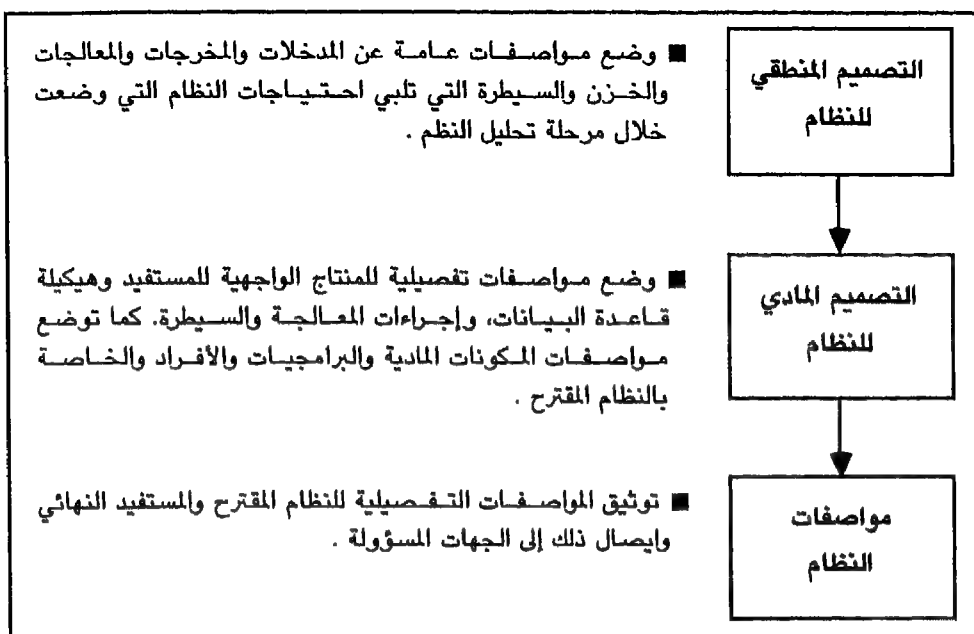 التصميم المنطقي
للنظام
■ وضع مواصفات عامة عن المدخلات والمخرجات والمعالجات
والخزن والسيطرة التي تلبي احتياجات النظام التي وضعت
خلال مرحلة تحليل النظم .
التصميم المادي
للنظام
■ وضع مواصفات تفصيلية للمنتاج الواجهية للمستفيد وهيكيلة
قاعدة البيانات، وإجراءات المعالجة والسيطرة. كما توضع
مواصفات المكونات المادية والبرامجيات والأفراد والخاصة
بالنظام المقترح .
مواصفات
النظام
■ توثيق المواصفات التفصيلية للنظام المقترح والمستفيد النهائي
وايصال ذلك إلى الجهات المسؤولة .